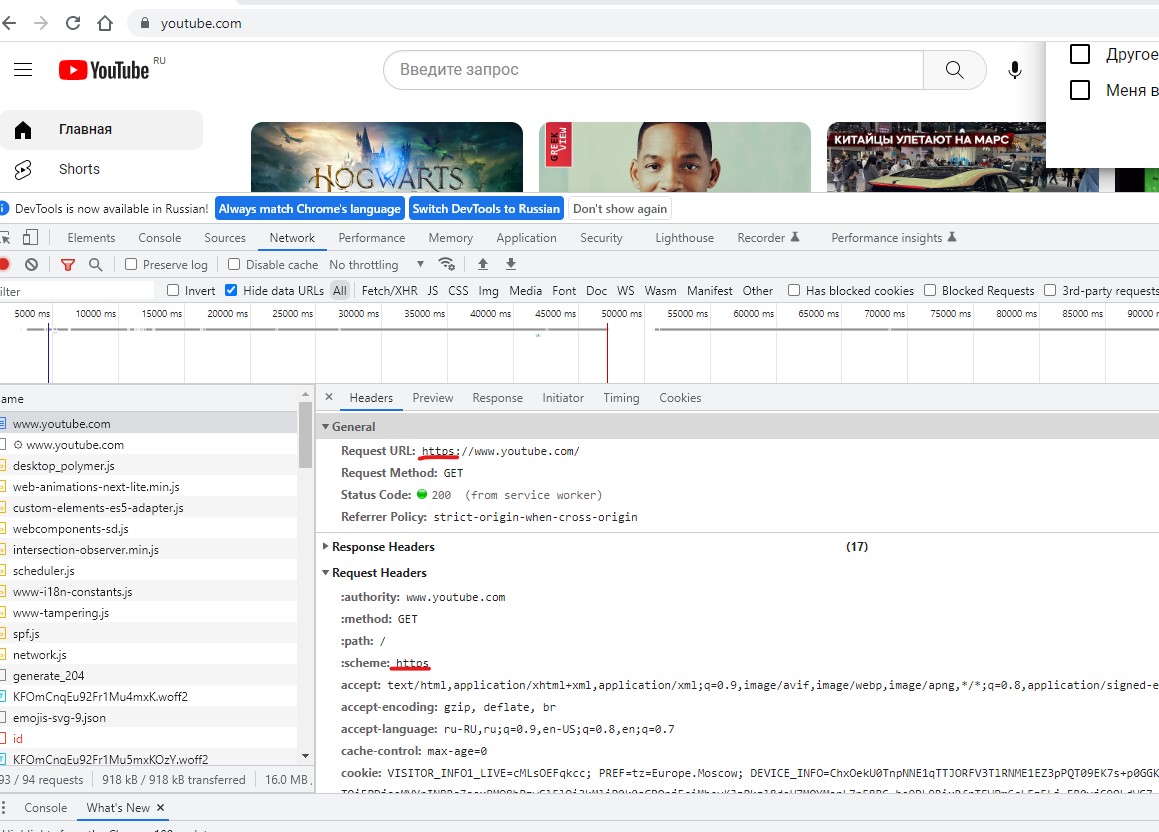 youtube.com
YouTube RU
Введите запрос
Другое
Меня в
Главная
Shorts
HOGWARTS
GREEK VIEW
КИТАЙЦЫ УЛЕТАЮТ НА МАРС
DevTools is now available in Russian! Always match Chrome's language Switch DevTools to Russian Don't show again
Elements Console Sources Network Performance Memory Application Security Lighthouse Recorder Performance insights
Preserve log Disable cache No throttling
ilter Invert Hide data URLs All Fetch/XHR JS CSS Img Media Font Doc WS Wasm Manifest Other Has blocked cookies Blocked Requests 3rd-party requests
5000 ms 10000 ms 15000 ms 20000 ms 25000 ms 30000 ms 35000 ms 40000 ms 45000 ms 50000 ms 55000 ms 60000 ms 65000 ms 70000 ms 75000 ms 80000 ms 85000 ms 90000 m
ame
www.youtube.com
www.youtube.com
desktop_polymer.js
web-animations-next-lite.min.js
custom-elements-es5-adapter.js
webcomponents-sd.js
intersection-observer.min.js
scheduler.js
www-i18n-constants.js
www-tampering.js
spf.js
network.js
generate_204
KFOmCnqEu92Fr1Mu4mxK.woff2
emojis-svg-9.json
id
KFOmCnqEu92Fr1Mu5mxKOzY.woff2
93 / 94 requests 918 kB / 918 kB transferred 16.0 MB
Headers Preview Response Initiator Timing Cookies
General
Request URL: https://www.youtube.com/
Request Method: GET
Status Code: 200 (from service worker)
Referrer Policy: strict-origin-when-cross-origin
Response Headers (17)
Request Headers
:authority: www.youtube.com
:method: GET
:path: /
:scheme: https
accept: text/html,application/xhtml+xml,application/xml;q=0.9,image/avif,image/webp,image/apng,*/*;q=0.8,application/signed-e
accept-encoding: gzip, deflate, br
accept-language: ru-RU,ru;q=0.9,en-US;q=0.8,en;q=0.7
cache-control: max-age=0
cookie: VISITOR_INFO1_LIVE=cMLsOEFqkcc; PREF=tz=Europe.Moscow; DEVICE_INFO=ChxOekU0TnpNNE1qTTJORFV3T1RNME1EZ3pPQT09EK7s+p0GGK
Console What's New